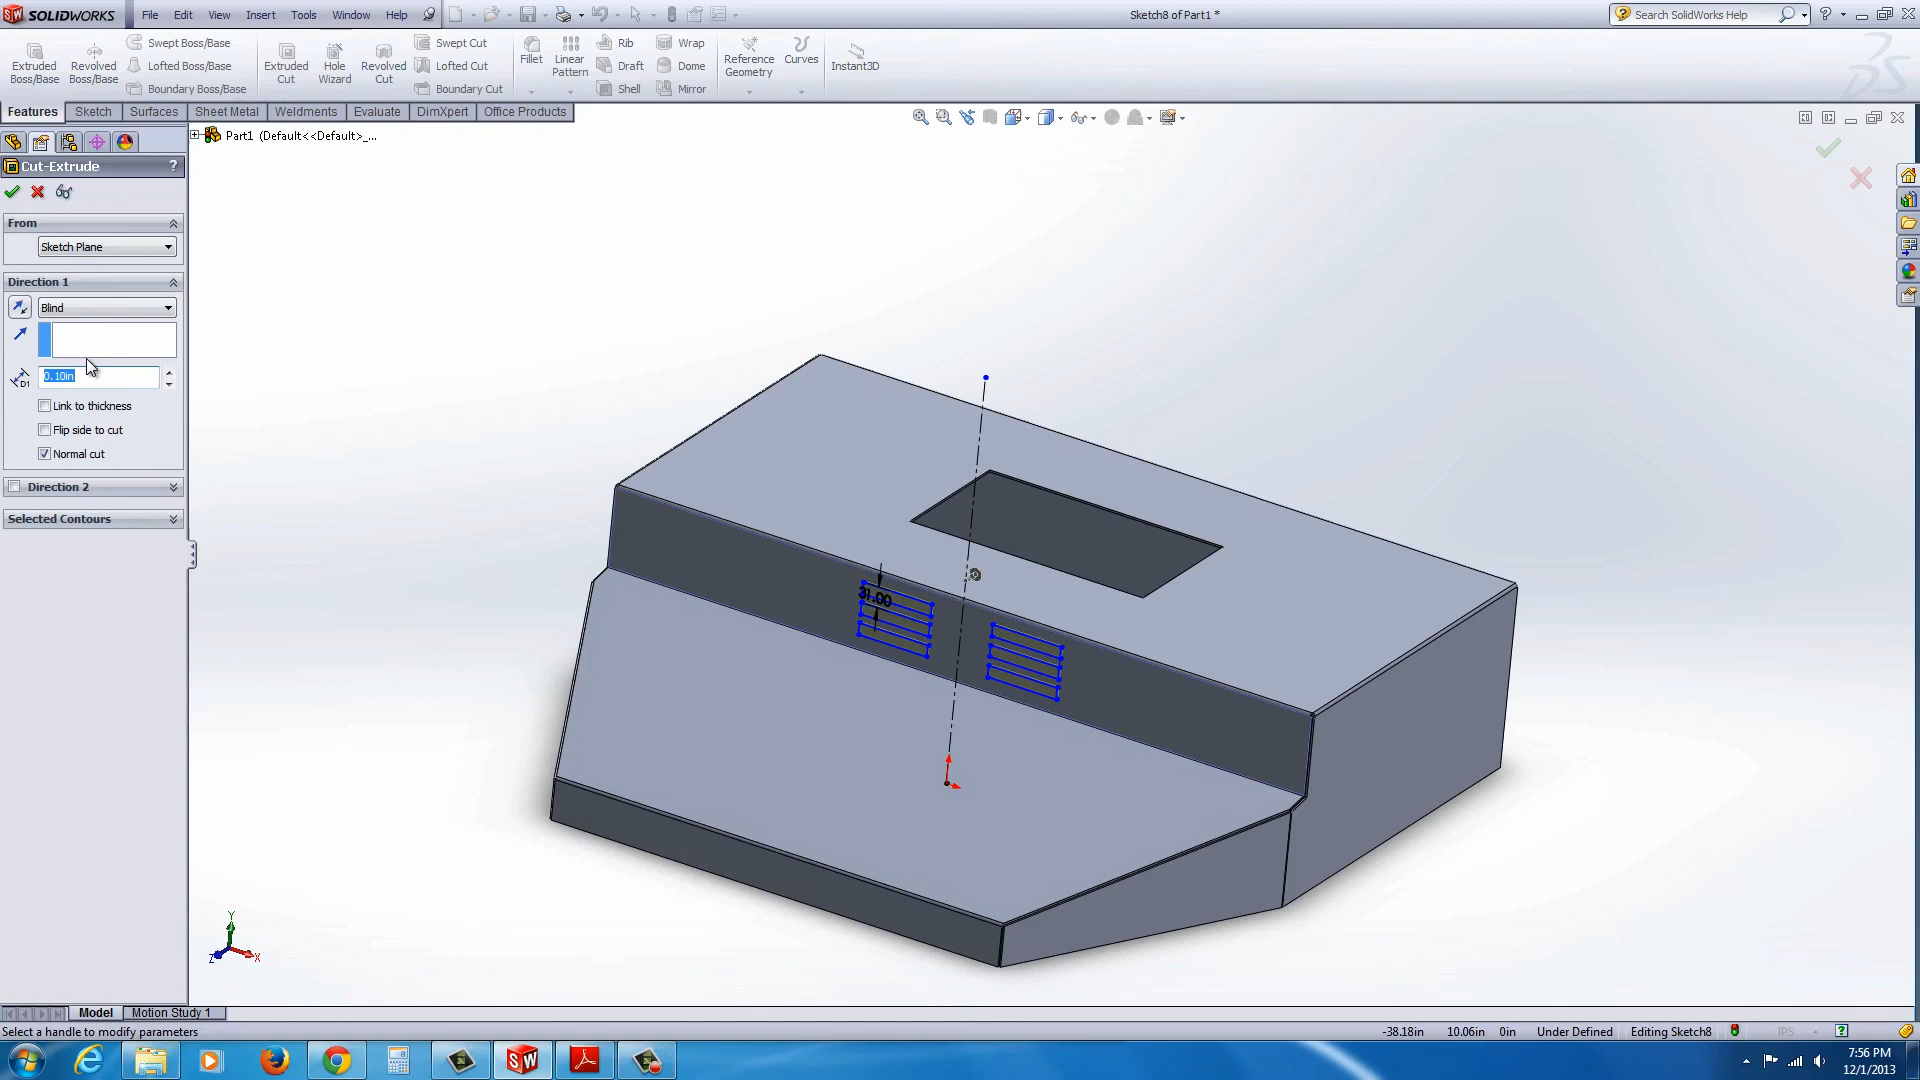 SOLIDWORKS File Edit View Insert Tools Window Help Sketch8 of Part1 * Search SolidWorks Help
Extruded Boss/Base
Revolved Boss/Base
Swept Boss/Base
Lofted Boss/Base
Boundary Boss/Base
Extruded Cut
Hole Wizard
Revolved Cut
Swept Cut
Lofted Cut
Boundary Cut
Fillet
Linear Pattern
Rib
Draft
Shell
Wrap
Dome
Mirror
Reference Geometry
Curves
Instant3D
Features Sketch Surfaces Sheet Metal Weldments Evaluate DimXpert Office Products
Part1 (Default<<Default>_...
Cut-Extrude ?
From
Sketch Plane
Direction 1
Blind
D1 0.10in
Link to thickness
Flip side to cut
Normal cut
Direction 2
Selected Contours
31.00
Y
Z X
Model Motion Study 1
Select a handle to modify parameters -38.18in 10.06in 0in Under Defined Editing Sketch8 IPS
7:56 PM
12/1/2013